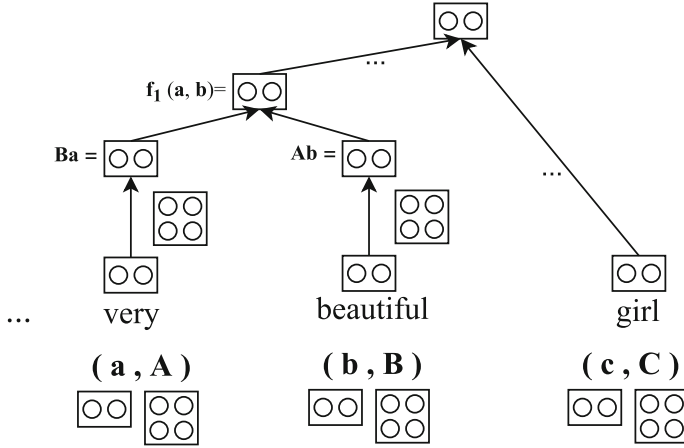 ...
f₁ (a, b)=
Ba =
Ab =
...
... very beautiful girl
( a , A ) ( b , B ) ( c , C )